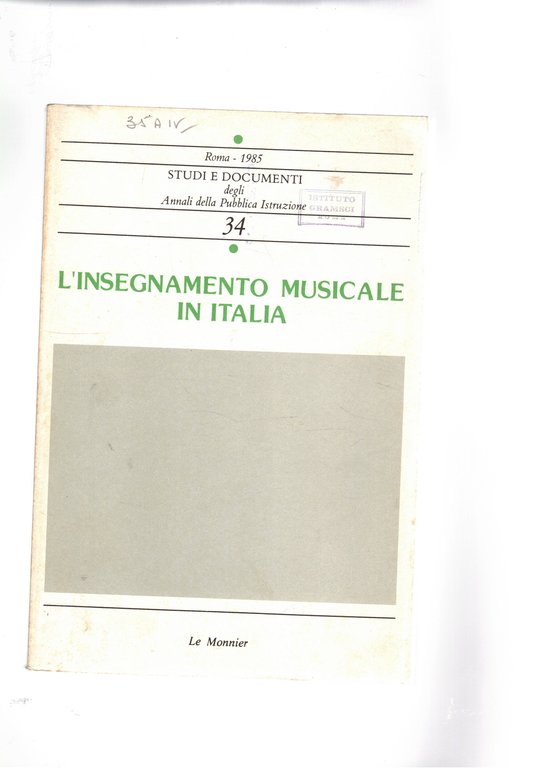 35 A IV
Roma - 1985
STUDI E DOCUMENTI
degli
Annali della Pubblica Istruzione
ISTITUTO
GRAMSCI
34
L'INSEGNAMENTO MUSICALE
IN ITALIA
Le Monnier